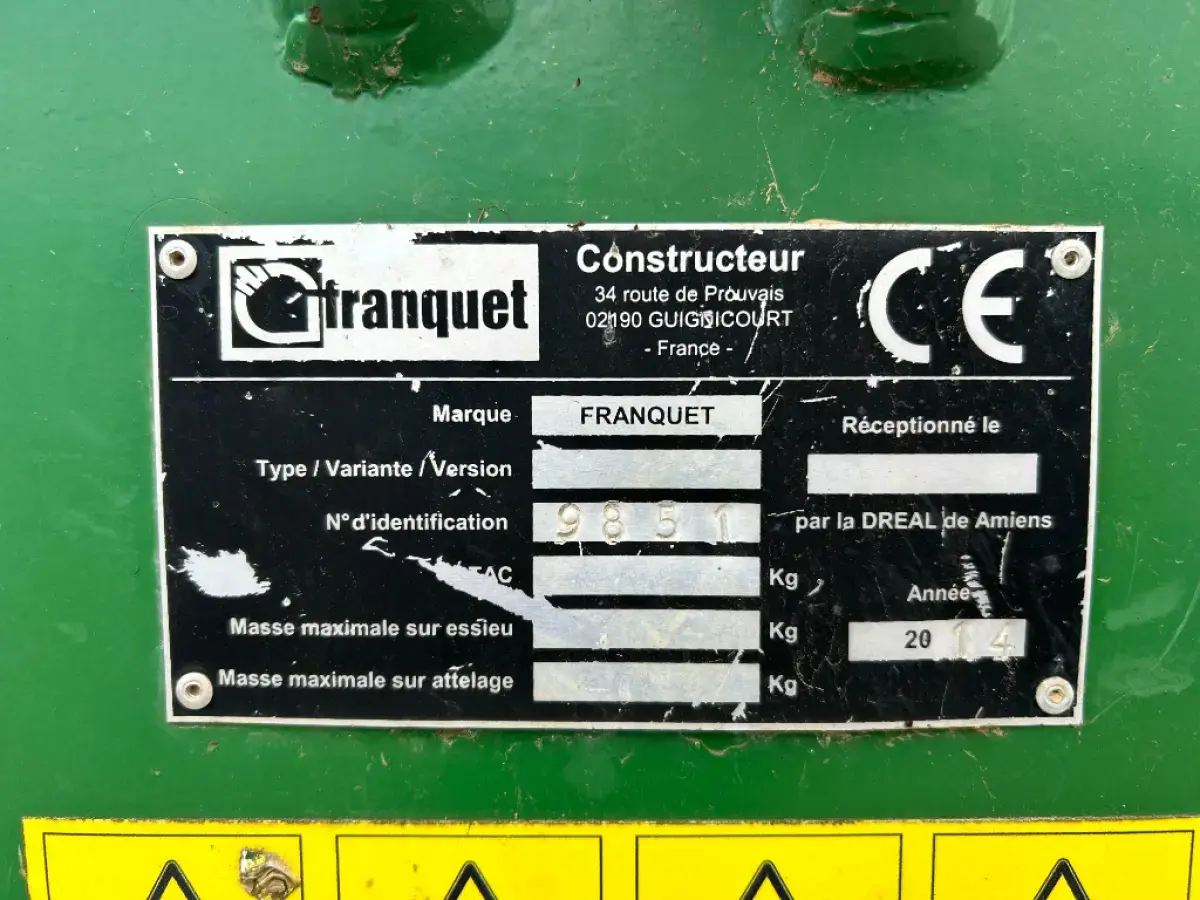 franquet
Constructeur
34 route de Prouvais
02190 GUIGNICOURT
- France -
CE
Marque FRANQUET
Type / Variante / Version
N° d'identification 9851
TAC Kg
Masse maximale sur essieu Kg
Masse maximale sur attelage Kg
Réceptionné le
par la DREAL de Amiens
Année
2014